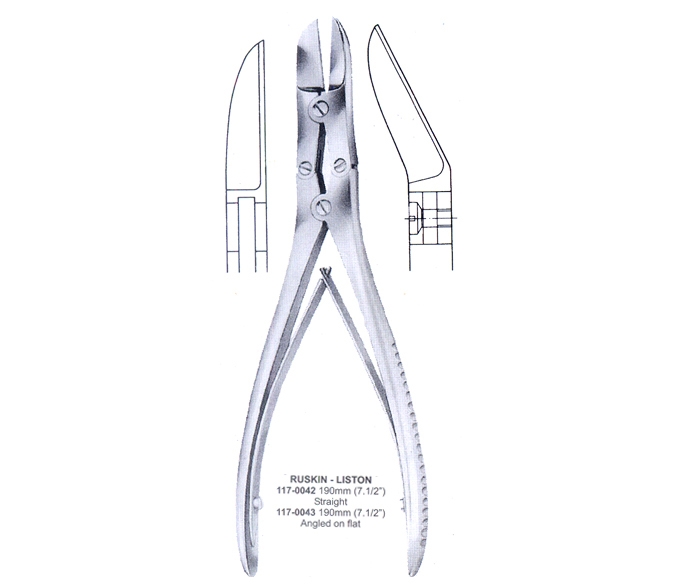 RUSKIN - LISTON
117-0042 190mm (7.1/2")
Straight
117-0043 190mm (7.1/2")
Angled on flat